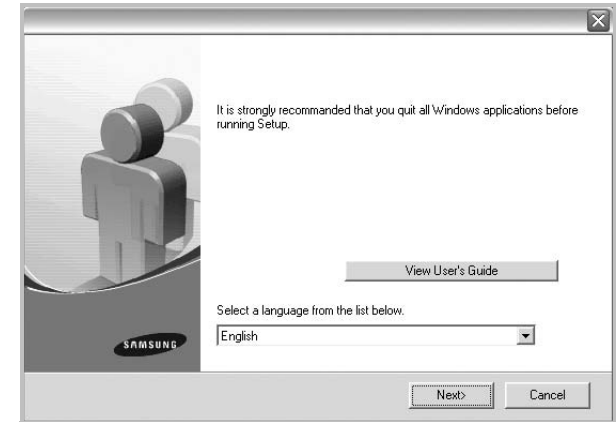 It is strongly recommanded that you quit all Windows applications before
running Setup.
View User's Guide
Select a language from the list below.
English
SAMSUNG
Next>
Cancel